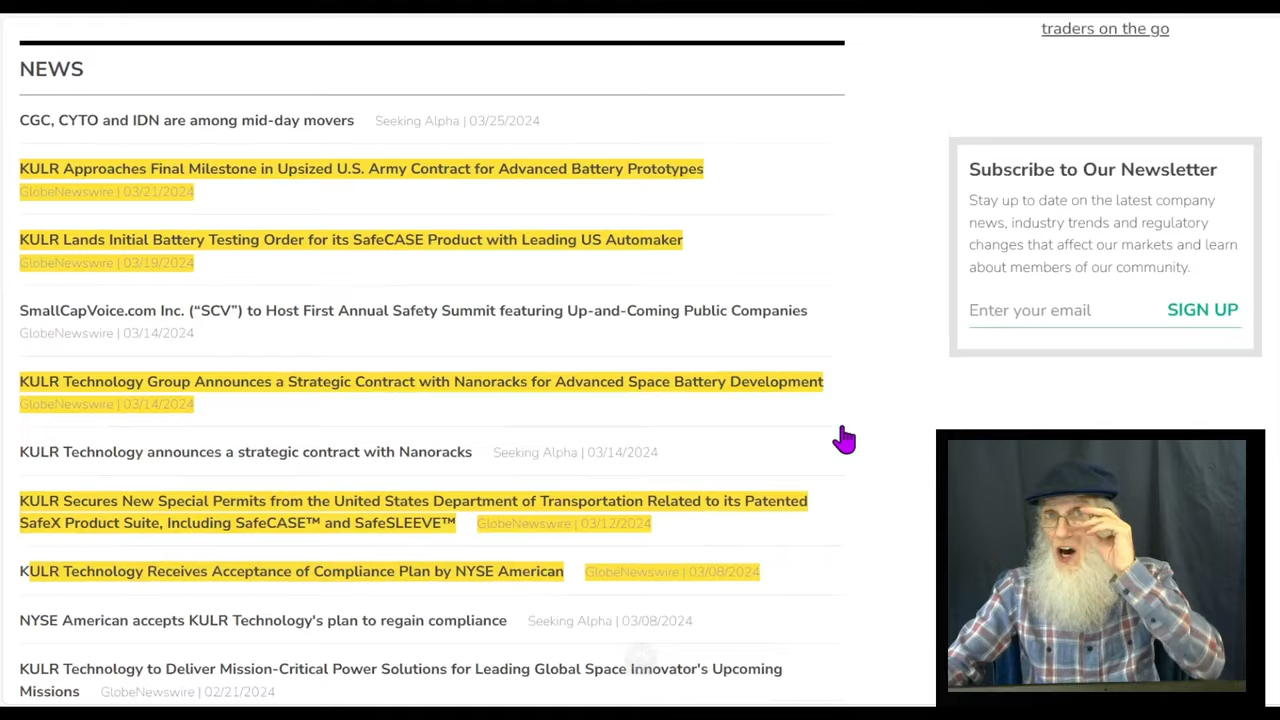 traders on the go
NEWS
CGC, CYTO and IDN are among mid-day movers Seeking Alpha | 03/25/2024
KULR Approaches Final Milestone in Upsized U.S. Army Contract for Advanced Battery Prototypes
GlobeNewswire | 03/21/2024
KULR Lands Initial Battery Testing Order for its SafeCASE Product with Leading US Automaker
GlobeNewswire | 03/19/2024
SmallCapVoice.com Inc. (“SCV”) to Host First Annual Safety Summit featuring Up-and-Coming Public Companies
GlobeNewswire | 03/14/2024
KULR Technology Group Announces a Strategic Contract with Nanoracks for Advanced Space Battery Development
GlobeNewswire | 03/14/2024
KULR Technology announces a strategic contract with Nanoracks Seeking Alpha | 03/14/2024
KULR Secures New Special Permits from the United States Department of Transportation Related to its Patented
SafeX Product Suite, Including SafeCASE™ and SafeSLEEVE™ GlobeNewswire | 03/12/2024
KULR Technology Receives Acceptance of Compliance Plan by NYSE American GlobeNewswire | 03/08/2024
NYSE American accepts KULR Technology's plan to regain compliance Seeking Alpha | 03/08/2024
KULR Technology to Deliver Mission-Critical Power Solutions for Leading Global Space Innovator's Upcoming
Missions GlobeNewswire | 02/21/2024
Subscribe to Our Newsletter
Stay up to date on the latest company
news, industry trends and regulatory
changes that affect our markets and learn
about members of our community.
Enter your email SIGN UP